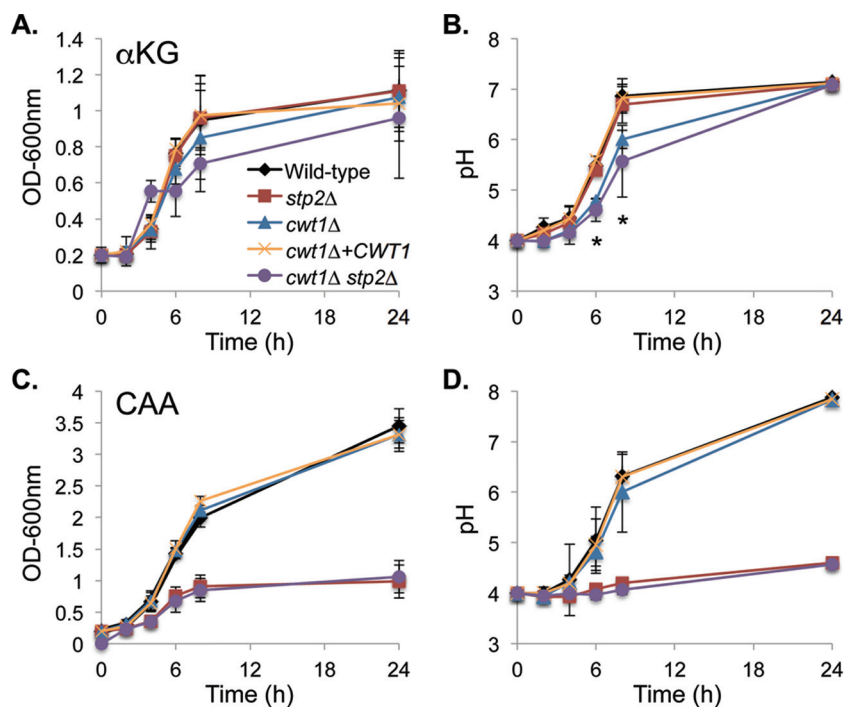 A.
αKG
OD-600nm
1.4
1.2
1
0.8
0.6
0.4
0.2
0
0 6 12 18 24
Time (h)
Wild-type
stp2Δ
cwt1Δ
cwt1Δ+CWT1
cwt1Δ stp2Δ
B.
pH
8
7
6
5
4
3
* *
0 6 12 18 24
Time (h)
C.
CAA
OD-600nm
4
3.5
3
2.5
2
1.5
1
0.5
0
0 6 12 18 24
Time (h)
D.
pH
8
7
6
5
4
3
0 6 12 18 24
Time (h)